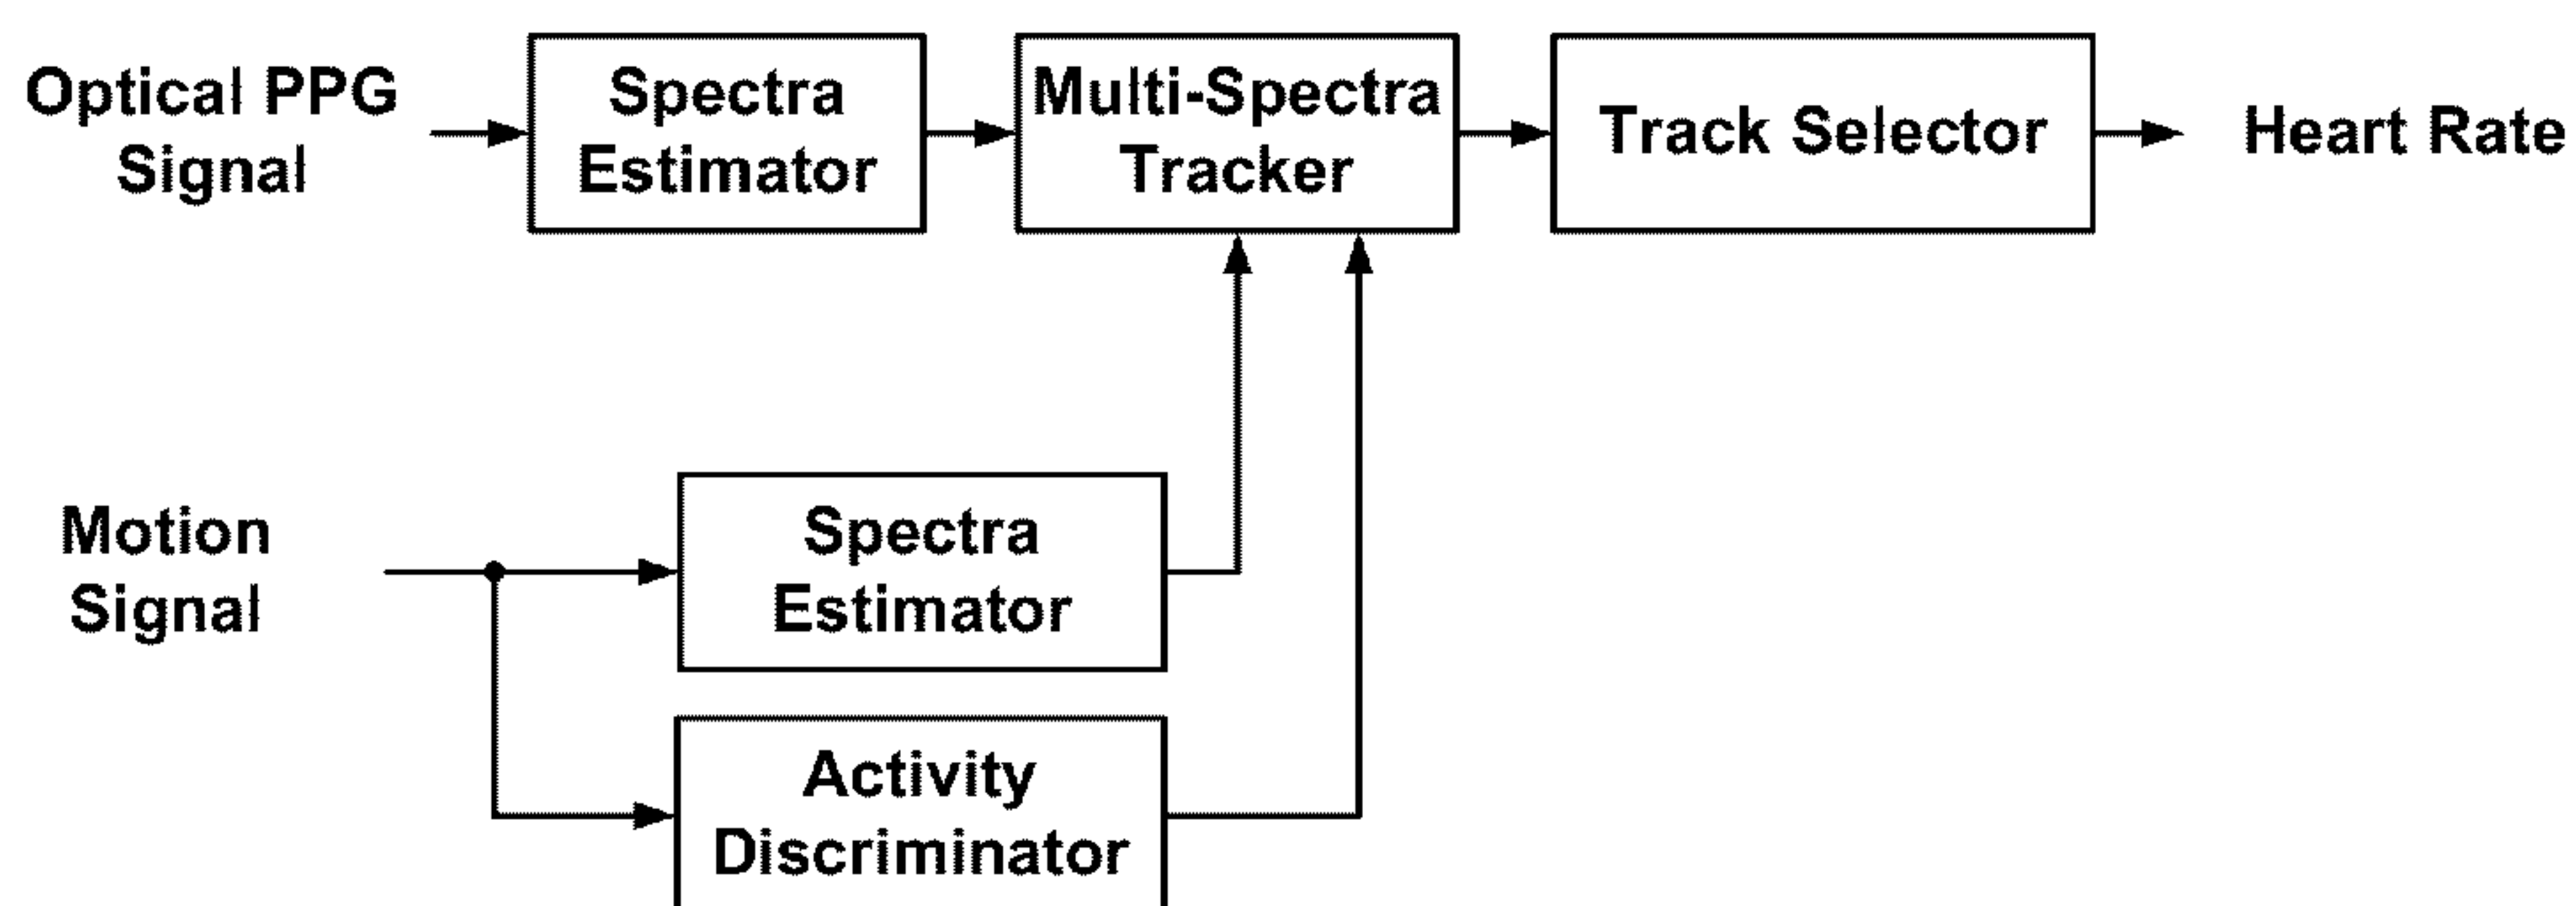 Optical PPG
Signal
Spectra
Estimator
Multi-Spectra
Tracker
Track Selector
Heart Rate
Motion
Signal
Spectra
Estimator
Activity
Discriminator